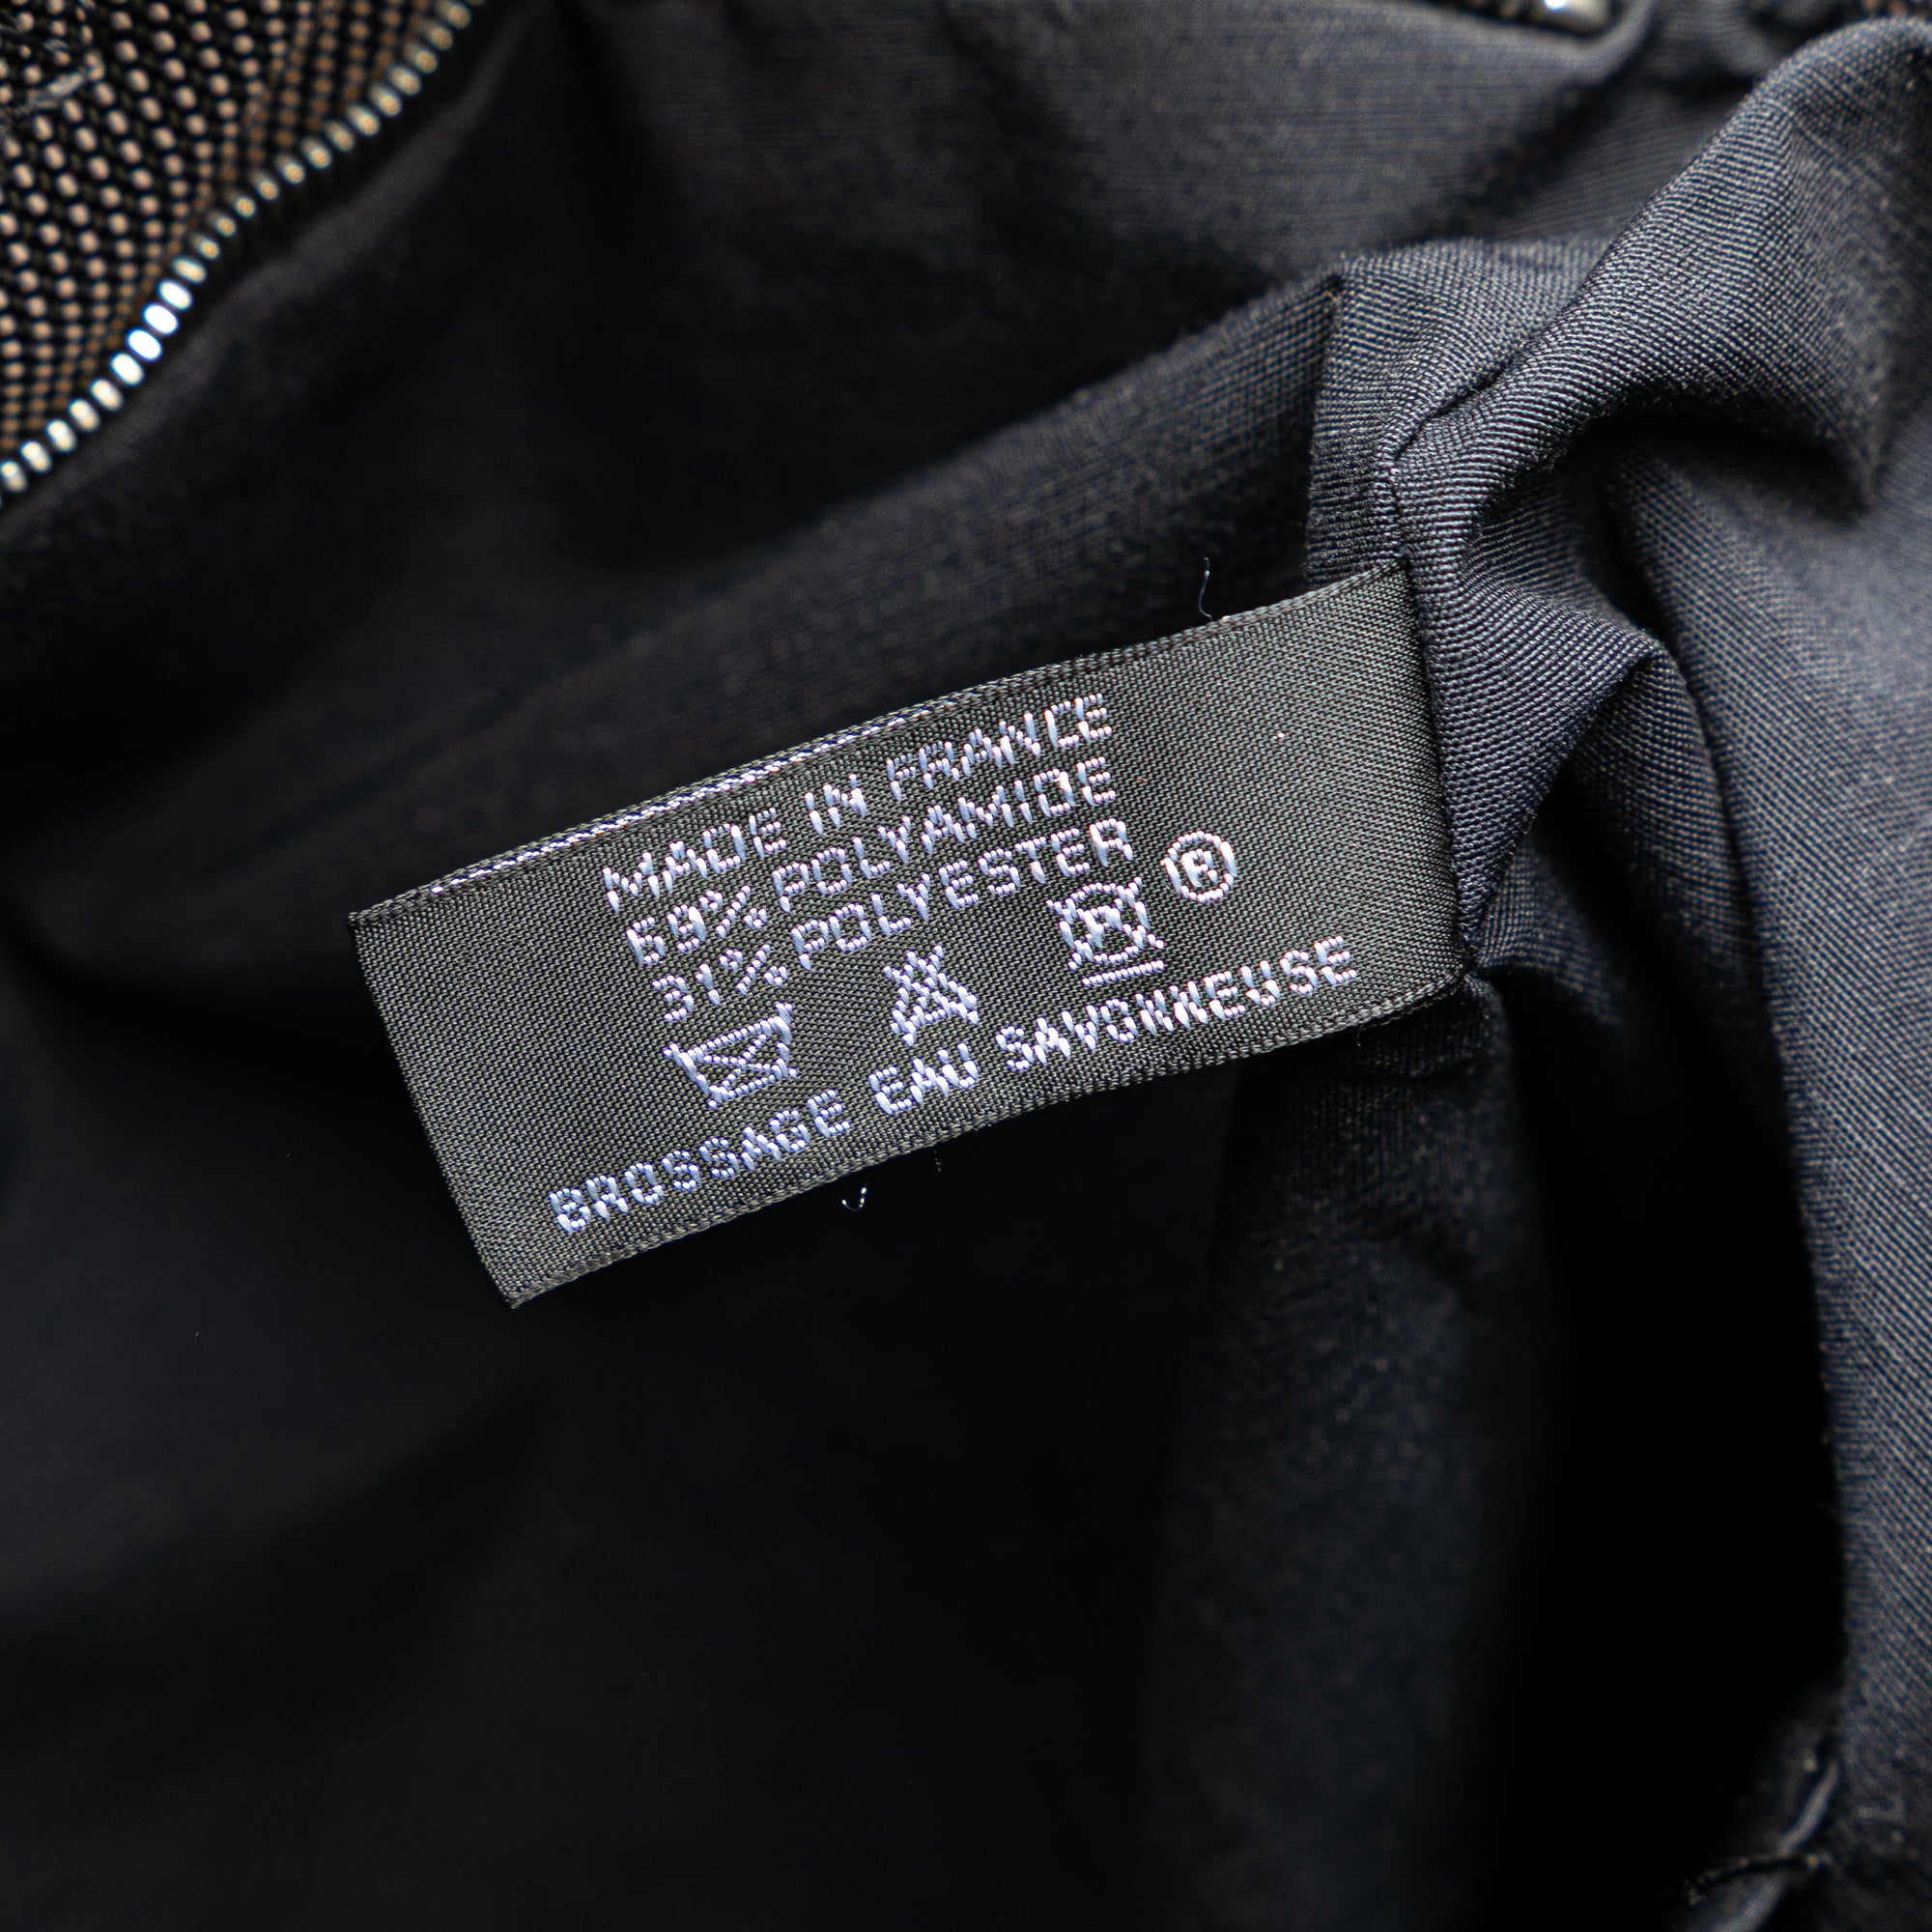 MADE IN FRANCE
69% POLYAMIDE
31% POLYESTER
®
BROSSAGE EAU SAVONNEUSE